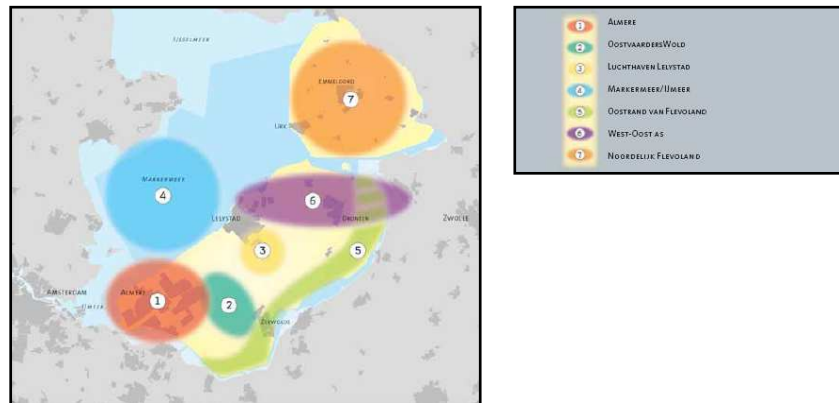 IJSSELMEER
EMMELOORD
7
URK
MARKERMEER
4
6
LELYSTAD
DRONTEN
ZWOLLE
3
5
AMSTERDAM
ALMERE
IJMEER
1
2
ZEEWOLDE
1 ALMERE
2 OOSTVAARDERSWOLD
3 LUCHTHAVEN LELYSTAD
4 MARKERMEER/IJMEER
5 OOSTRAND VAN FLEVOLAND
6 WEST-OOST AS
7 NOORDELIJK FLEVOLAND